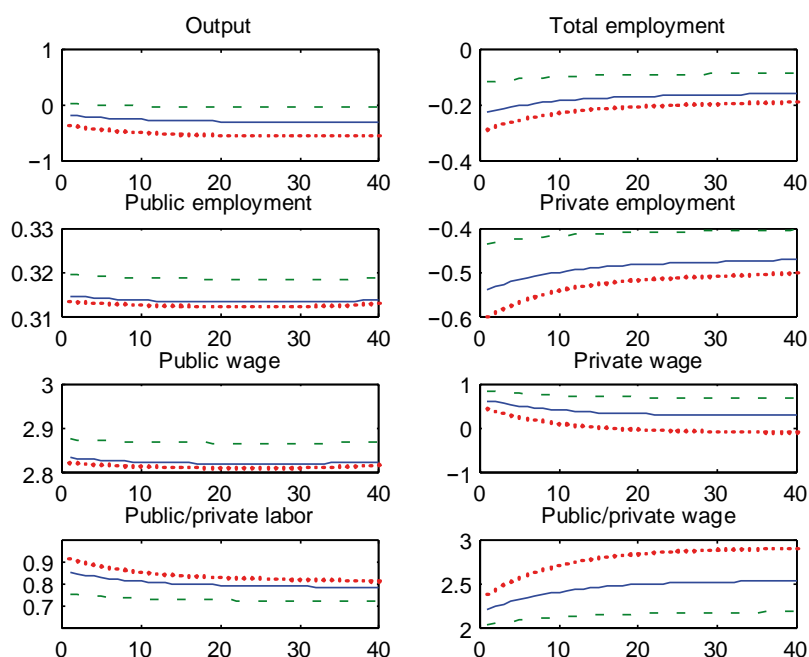 Output
1
0
−1
0 10 20 30 40
Total employment
0
−0.2
−0.4
0 10 20 30 40
Public employment
0.33
0.32
0.31
0 10 20 30 40
Private employment
−0.4
−0.5
−0.6
0 10 20 30 40
Public wage
3
2.9
2.8
0 10 20 30 40
Private wage
1
0
−1
0 10 20 30 40
Public/private labor
0.9
0.8
0.7
0 10 20 30 40
Public/private wage
3
2.5
2
0 10 20 30 40